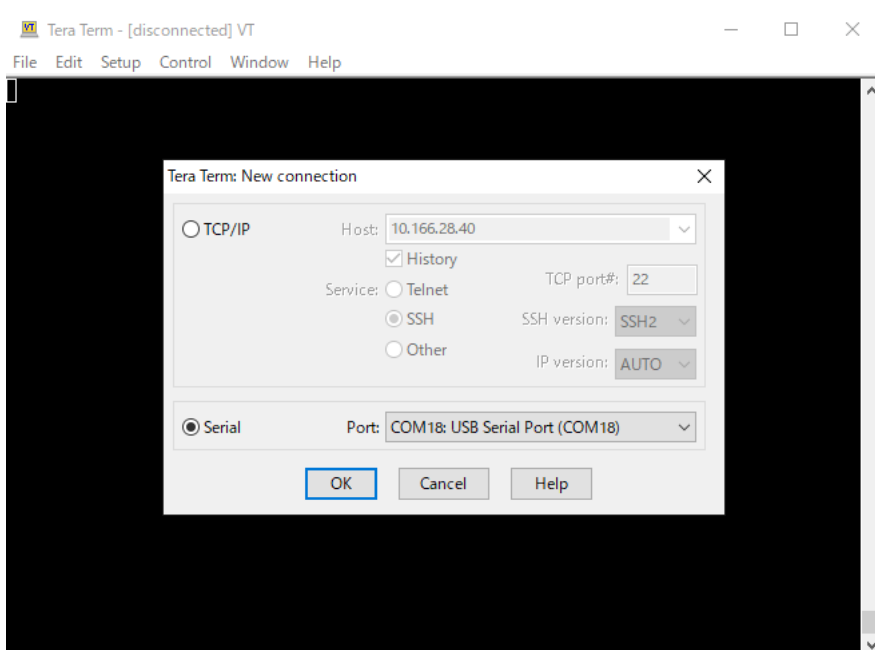 VT Tera Term - [disconnected] VT
File Edit Setup Control Window Help
Tera Term: New connection
TCP/IP Host: 10.166.28.40
History
Service: Telnet TCP port#: 22
SSH SSH version: SSH2
Other IP version: AUTO
Serial Port: COM18: USB Serial Port (COM18)
OK Cancel Help